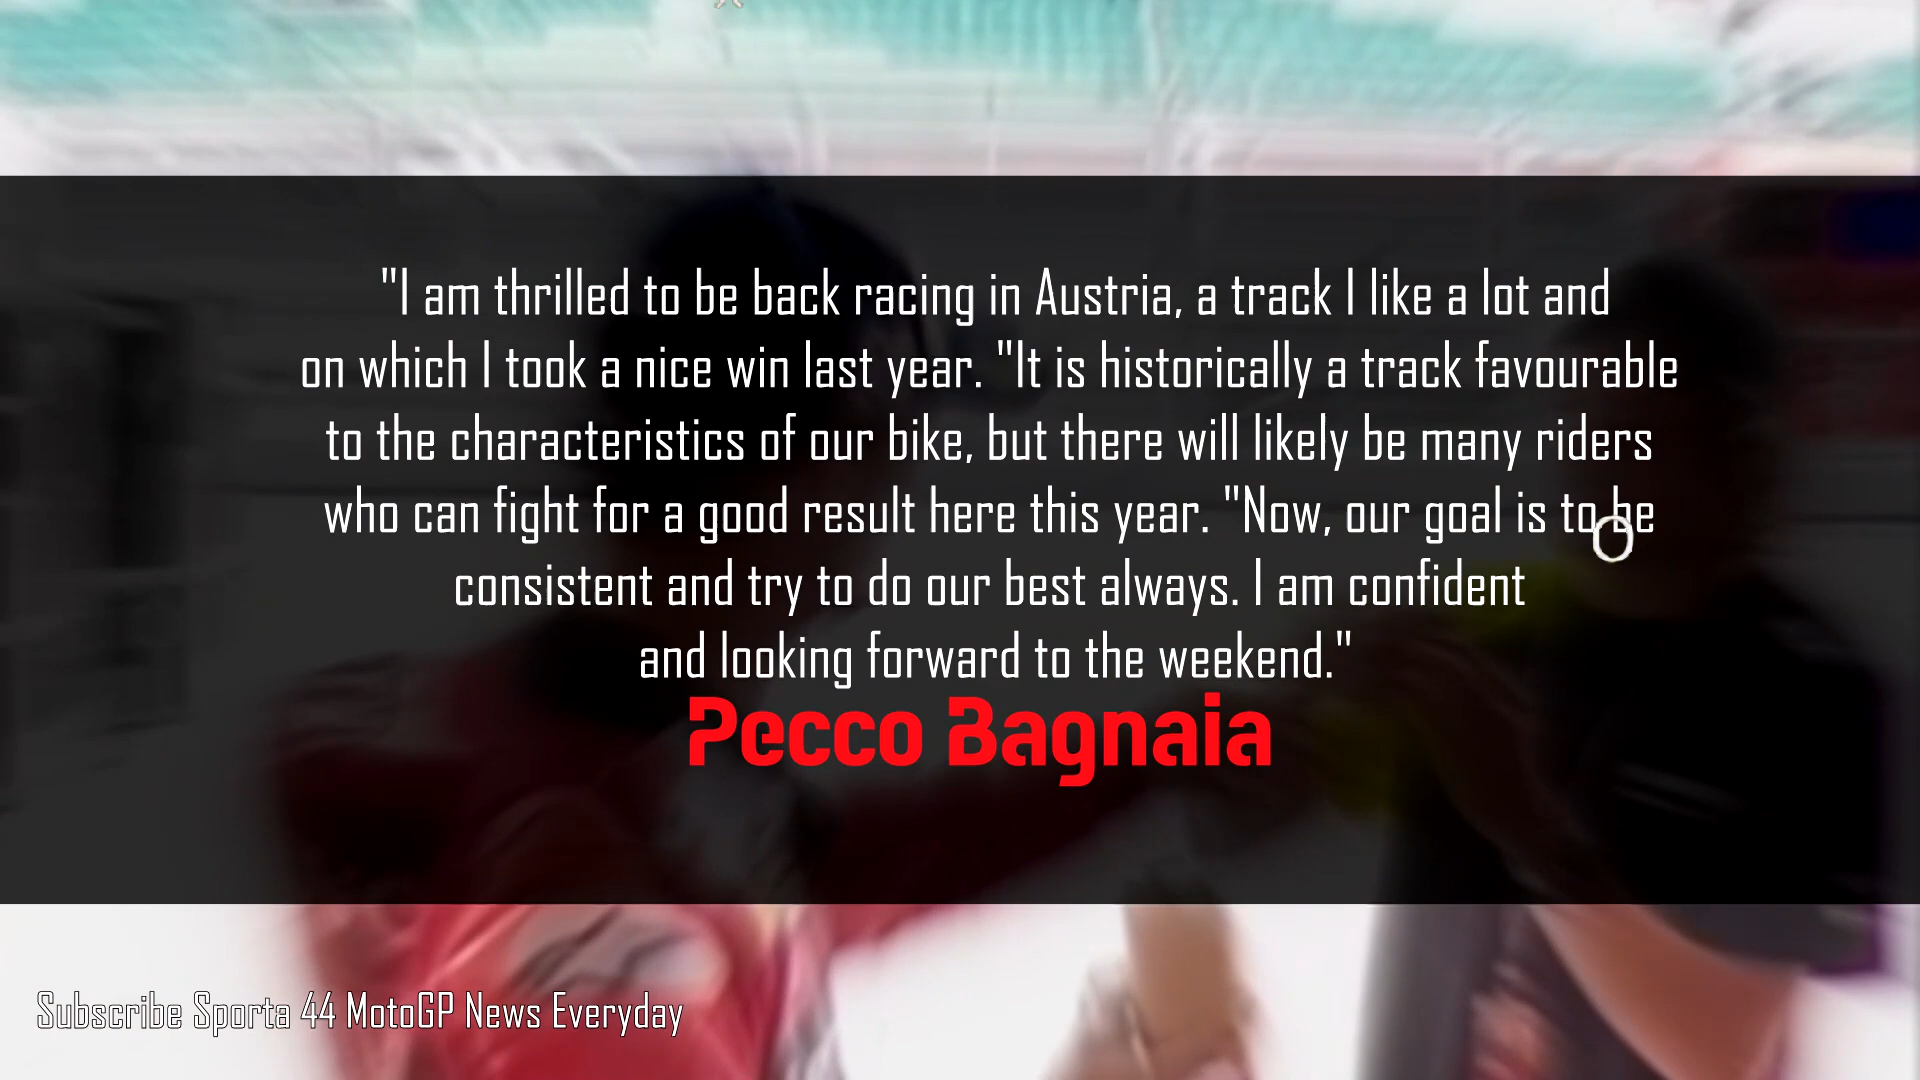 "I am thrilled to be back racing in Austria, a track I like a lot and
on which I took a nice win last year. "It is historically a track favourable
to the characteristics of our bike, but there will likely be many riders
who can fight for a good result here this year. "Now, our goal is to be
consistent and try to do our best always. I am confident
and looking forward to the weekend."
Pecco Bagnaia
Subscribe Sporta 44 MotoGP News Everyday